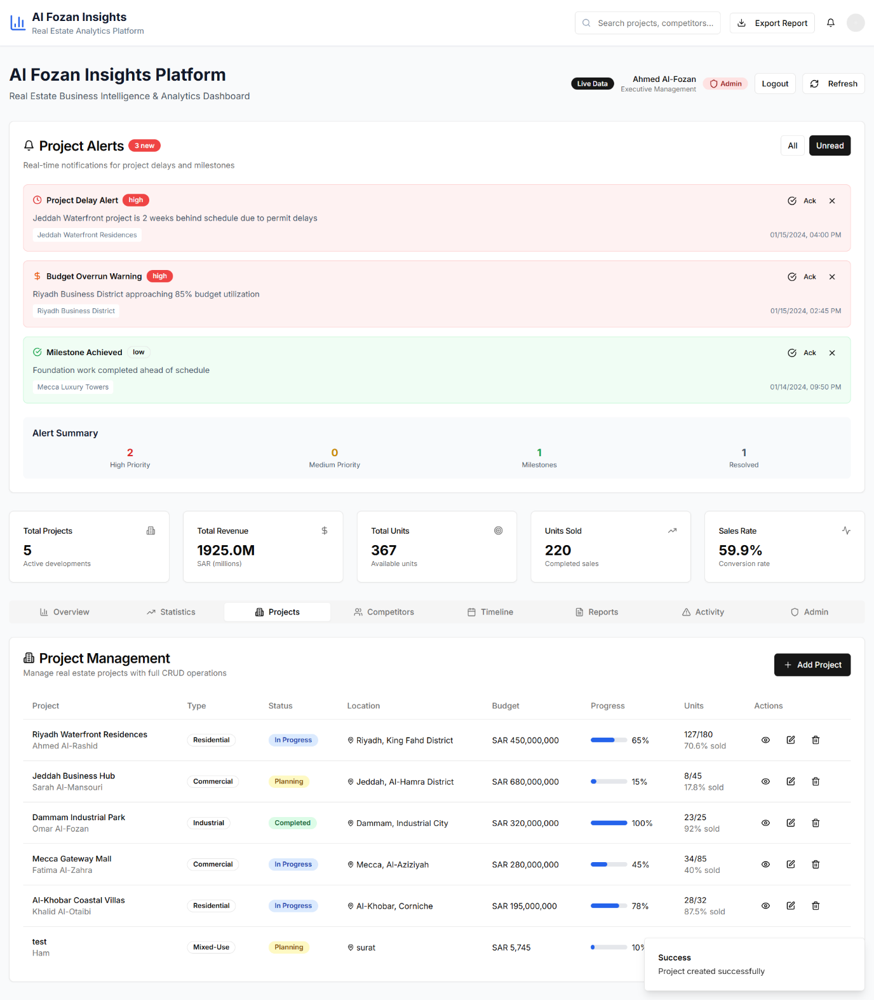 Al Fozan Insights
Real Estate Analytics Platform
Search projects, competitors...
Export Report
Al Fozan Insights Platform
Real Estate Business Intelligence & Analytics Dashboard
Live Data
Ahmed Al-Fozan
Executive Management
Admin
Logout
Refresh
Project Alerts 3 new
All
Unread
Real-time notifications for project delays and milestones
Project Delay Alert high
Ack
Jeddah Waterfront project is 2 weeks behind schedule due to permit delays
Jeddah Waterfront Residences
01/15/2024, 04:00 PM
Budget Overrun Warning high
Ack
Riyadh Business District approaching 85% budget utilization
Riyadh Business District
01/15/2024, 02:45 PM
Milestone Achieved low
Ack
Foundation work completed ahead of schedule
Mecca Luxury Towers
01/14/2024, 09:50 PM
Alert Summary
2
High Priority
0
Medium Priority
1
Milestones
1
Resolved
Total Projects
5
Active developments
Total Revenue
1925.0M
SAR (millions)
Total Units
367
Available units
Units Sold
220
Completed sales
Sales Rate
59.9%
Conversion rate
Overview
Statistics
Projects
Competitors
Timeline
Reports
Activity
Admin
Project Management
Manage real estate projects with full CRUD operations
Add Project
Project Type Status Location Budget Progress Units Actions
Riyadh Waterfront Residences
Ahmed Al-Rashid
Residential
In Progress
Riyadh, King Fahd District
SAR 450,000,000
65%
127/180
70.6% sold
Jeddah Business Hub
Sarah Al-Mansouri
Commercial
Planning
Jeddah, Al-Hamra District
SAR 680,000,000
15%
8/45
17.8% sold
Dammam Industrial Park
Omar Al-Fozan
Industrial
Completed
Dammam, Industrial City
SAR 320,000,000
100%
23/25
92% sold
Mecca Gateway Mall
Fatima Al-Zahra
Commercial
In Progress
Mecca, Al-Aziziyah
SAR 280,000,000
45%
34/85
40% sold
Al-Khobar Coastal Villas
Khalid Al-Otaibi
Residential
In Progress
Al-Khobar, Corniche
SAR 195,000,000
78%
28/32
87.5% sold
test
Ham
Mixed-Use
Planning
surat
SAR 5,745
10%
Success
Project created successfully